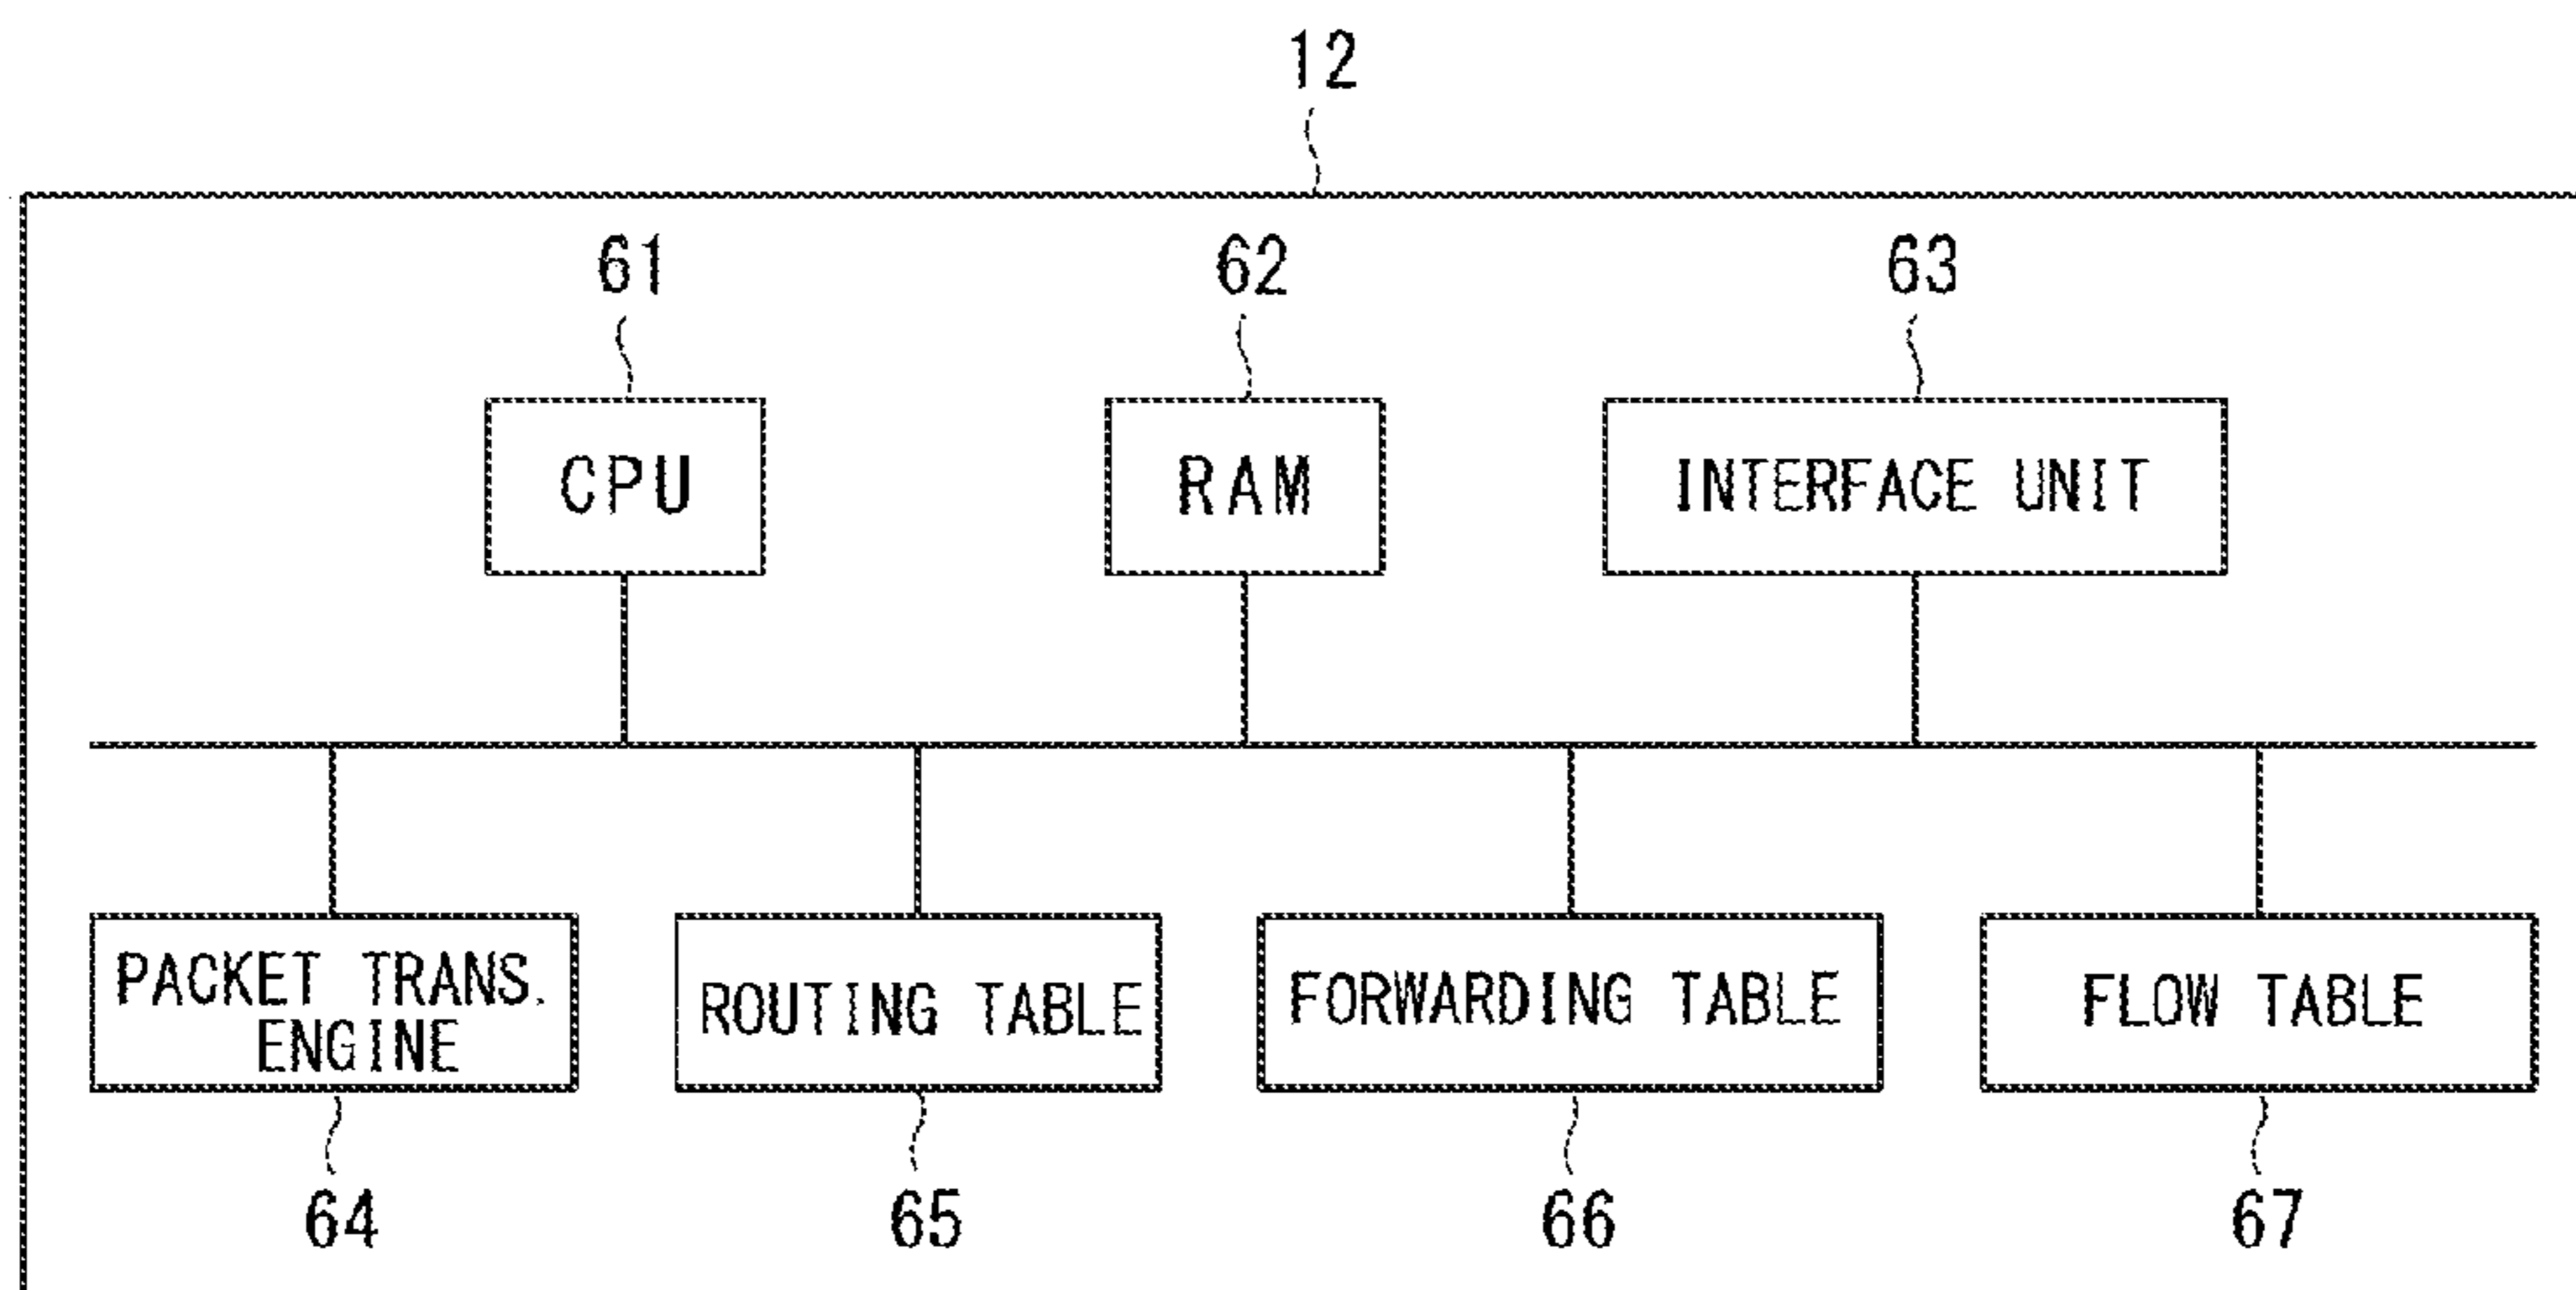 12
61
62
63
CPU
RAM
INTERFACE UNIT
PACKET TRANS.
ENGINE
ROUTING TABLE
FORWARDING TABLE
FLOW TABLE
64
65
66
67